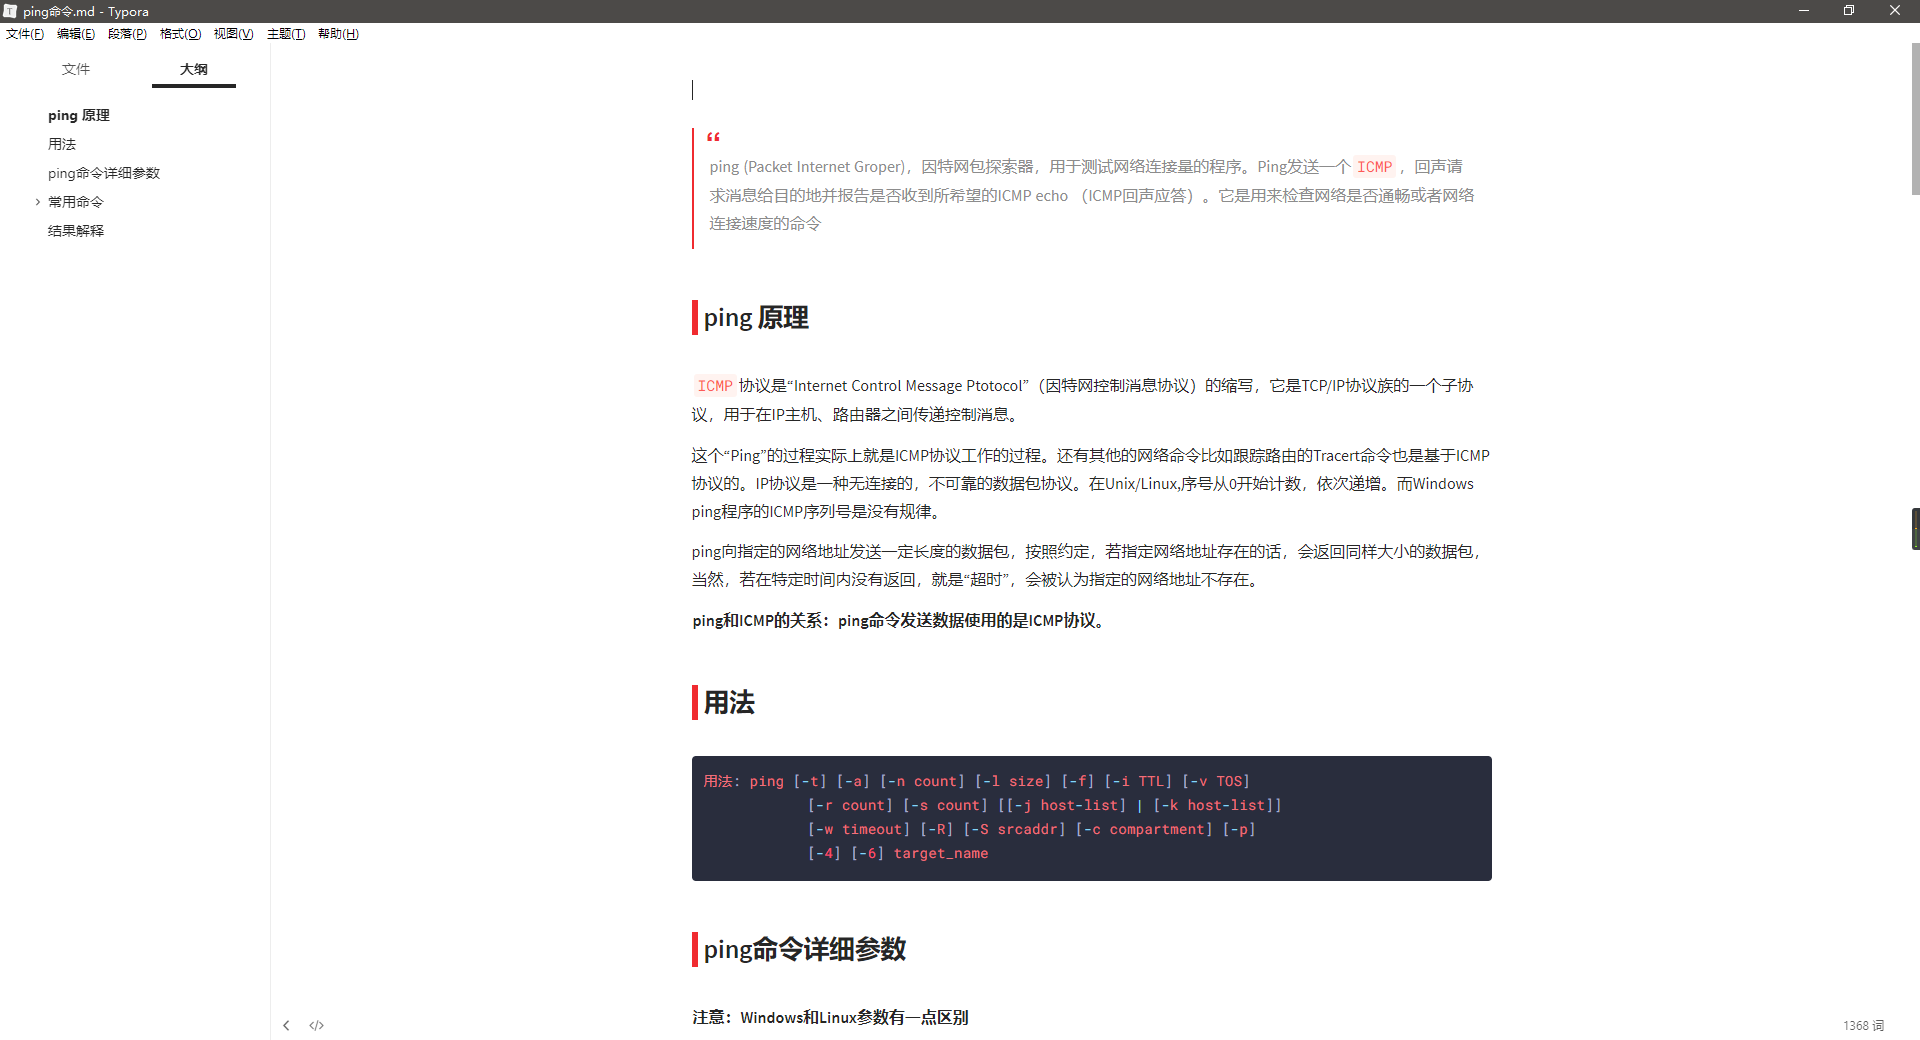 ping命令.md - Typora
文件(F) 编辑(E) 段落(P) 格式(O) 视图(V) 主题(T) 帮助(H)
文件 大纲
ping 原理
用法
ping命令详细参数
常用命令
结果解释
“
ping (Packet Internet Groper)，因特网包探索器，用于测试网络连接量的程序。Ping发送一个 ICMP ，回声请
求消息给目的地并报告是否收到所希望的ICMP echo （ICMP回声应答）。它是用来检查网络是否通畅或者网络
连接速度的命令
ping 原理
ICMP 协议是“Internet Control Message Ptotocol”（因特网控制消息协议）的缩写，它是TCP/IP协议族的一个子协
议，用于在IP主机、路由器之间传递控制消息。
这个“Ping”的过程实际上就是ICMP协议工作的过程。还有其他的网络命令比如跟踪路由的Tracert命令也是基于ICMP
协议的。IP协议是一种无连接的，不可靠的数据包协议。在Unix/Linux,序号从0开始计数，依次递增。而Windows
ping程序的ICMP序列号是没有规律。
ping向指定的网络地址发送一定长度的数据包，按照约定，若指定网络地址存在的话，会返回同样大小的数据包，
当然，若在特定时间内没有返回，就是“超时”，会被认为指定的网络地址不存在。
ping和ICMP的关系：ping命令发送数据使用的是ICMP协议。
用法
用法: ping [-t] [-a] [-n count] [-l size] [-f] [-i TTL] [-v TOS]
[-r count] [-s count] [[-j host-list] | [-k host-list]]
[-w timeout] [-R] [-S srcaddr] [-c compartment] [-p]
[-4] [-6] target_name
ping命令详细参数
注意：Windows和Linux参数有一点区别
</> 1368 词